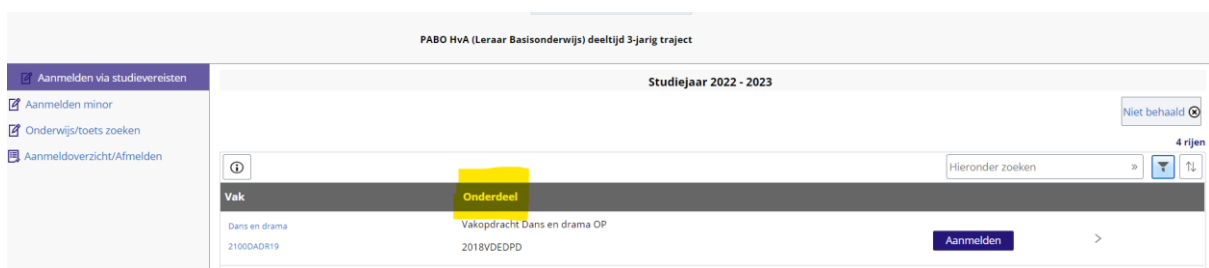 PABO HvA (Leraar Basisonderwijs) deeltijd 3-jarig traject
Aanmelden via studievereisten
Aanmelden minor
Onderwijs/toets zoeken
Aanmeldoverzicht/Afmelden
Studiejaar 2022 - 2023
Niet behaald
4 rijen
Hieronder zoeken »
Vak Onderdeel
Dans en drama Vakopdracht Dans en drama OP
2100DADR19 2018VDEDPD
Aanmelden >